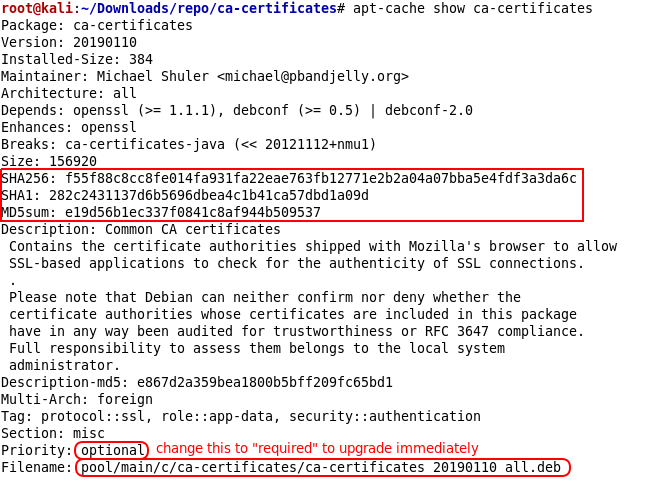 root@kali:~/Downloads/repo/ca-certificates# apt-cache show ca-certificates
Package: ca-certificates
Version: 20190110
Installed-Size: 384
Maintainer: Michael Shuler <michael@pbandjelly.org>
Architecture: all
Depends: openssl (>= 1.1.1), debconf (>= 0.5) | debconf-2.0
Enhances: openssl
Breaks: ca-certificates-java (<< 20121112+nmu1)
Size: 156920
SHA256: f55f88c8cc8fe014fa931fa22eae763fb12771e2b2a04a07bba5e4fdf3a3da6c
SHA1: 282c2431137d6b5696dbea4c1b41ca57dbd1a09d
MD5sum: e19d56b1ec337f0841c8af944b509537
Description: Common CA certificates
 Contains the certificate authorities shipped with Mozilla's browser to allow
 SSL-based applications to check for the authenticity of SSL connections.
 .
 Please note that Debian can neither confirm nor deny whether the
 certificate authorities whose certificates are included in this package
 have in any way been audited for trustworthiness or RFC 3647 compliance.
 Full responsibility to assess them belongs to the local system
 administrator.
Description-md5: e867d2a359bea1800b5bff209fc65bd1
Multi-Arch: foreign
Tag: protocol::ssl, role::app-data, security::authentication
Section: misc
Priority: optional change this to "required" to upgrade immediately
Filename: pool/main/c/ca-certificates/ca-certificates_20190110_all.deb